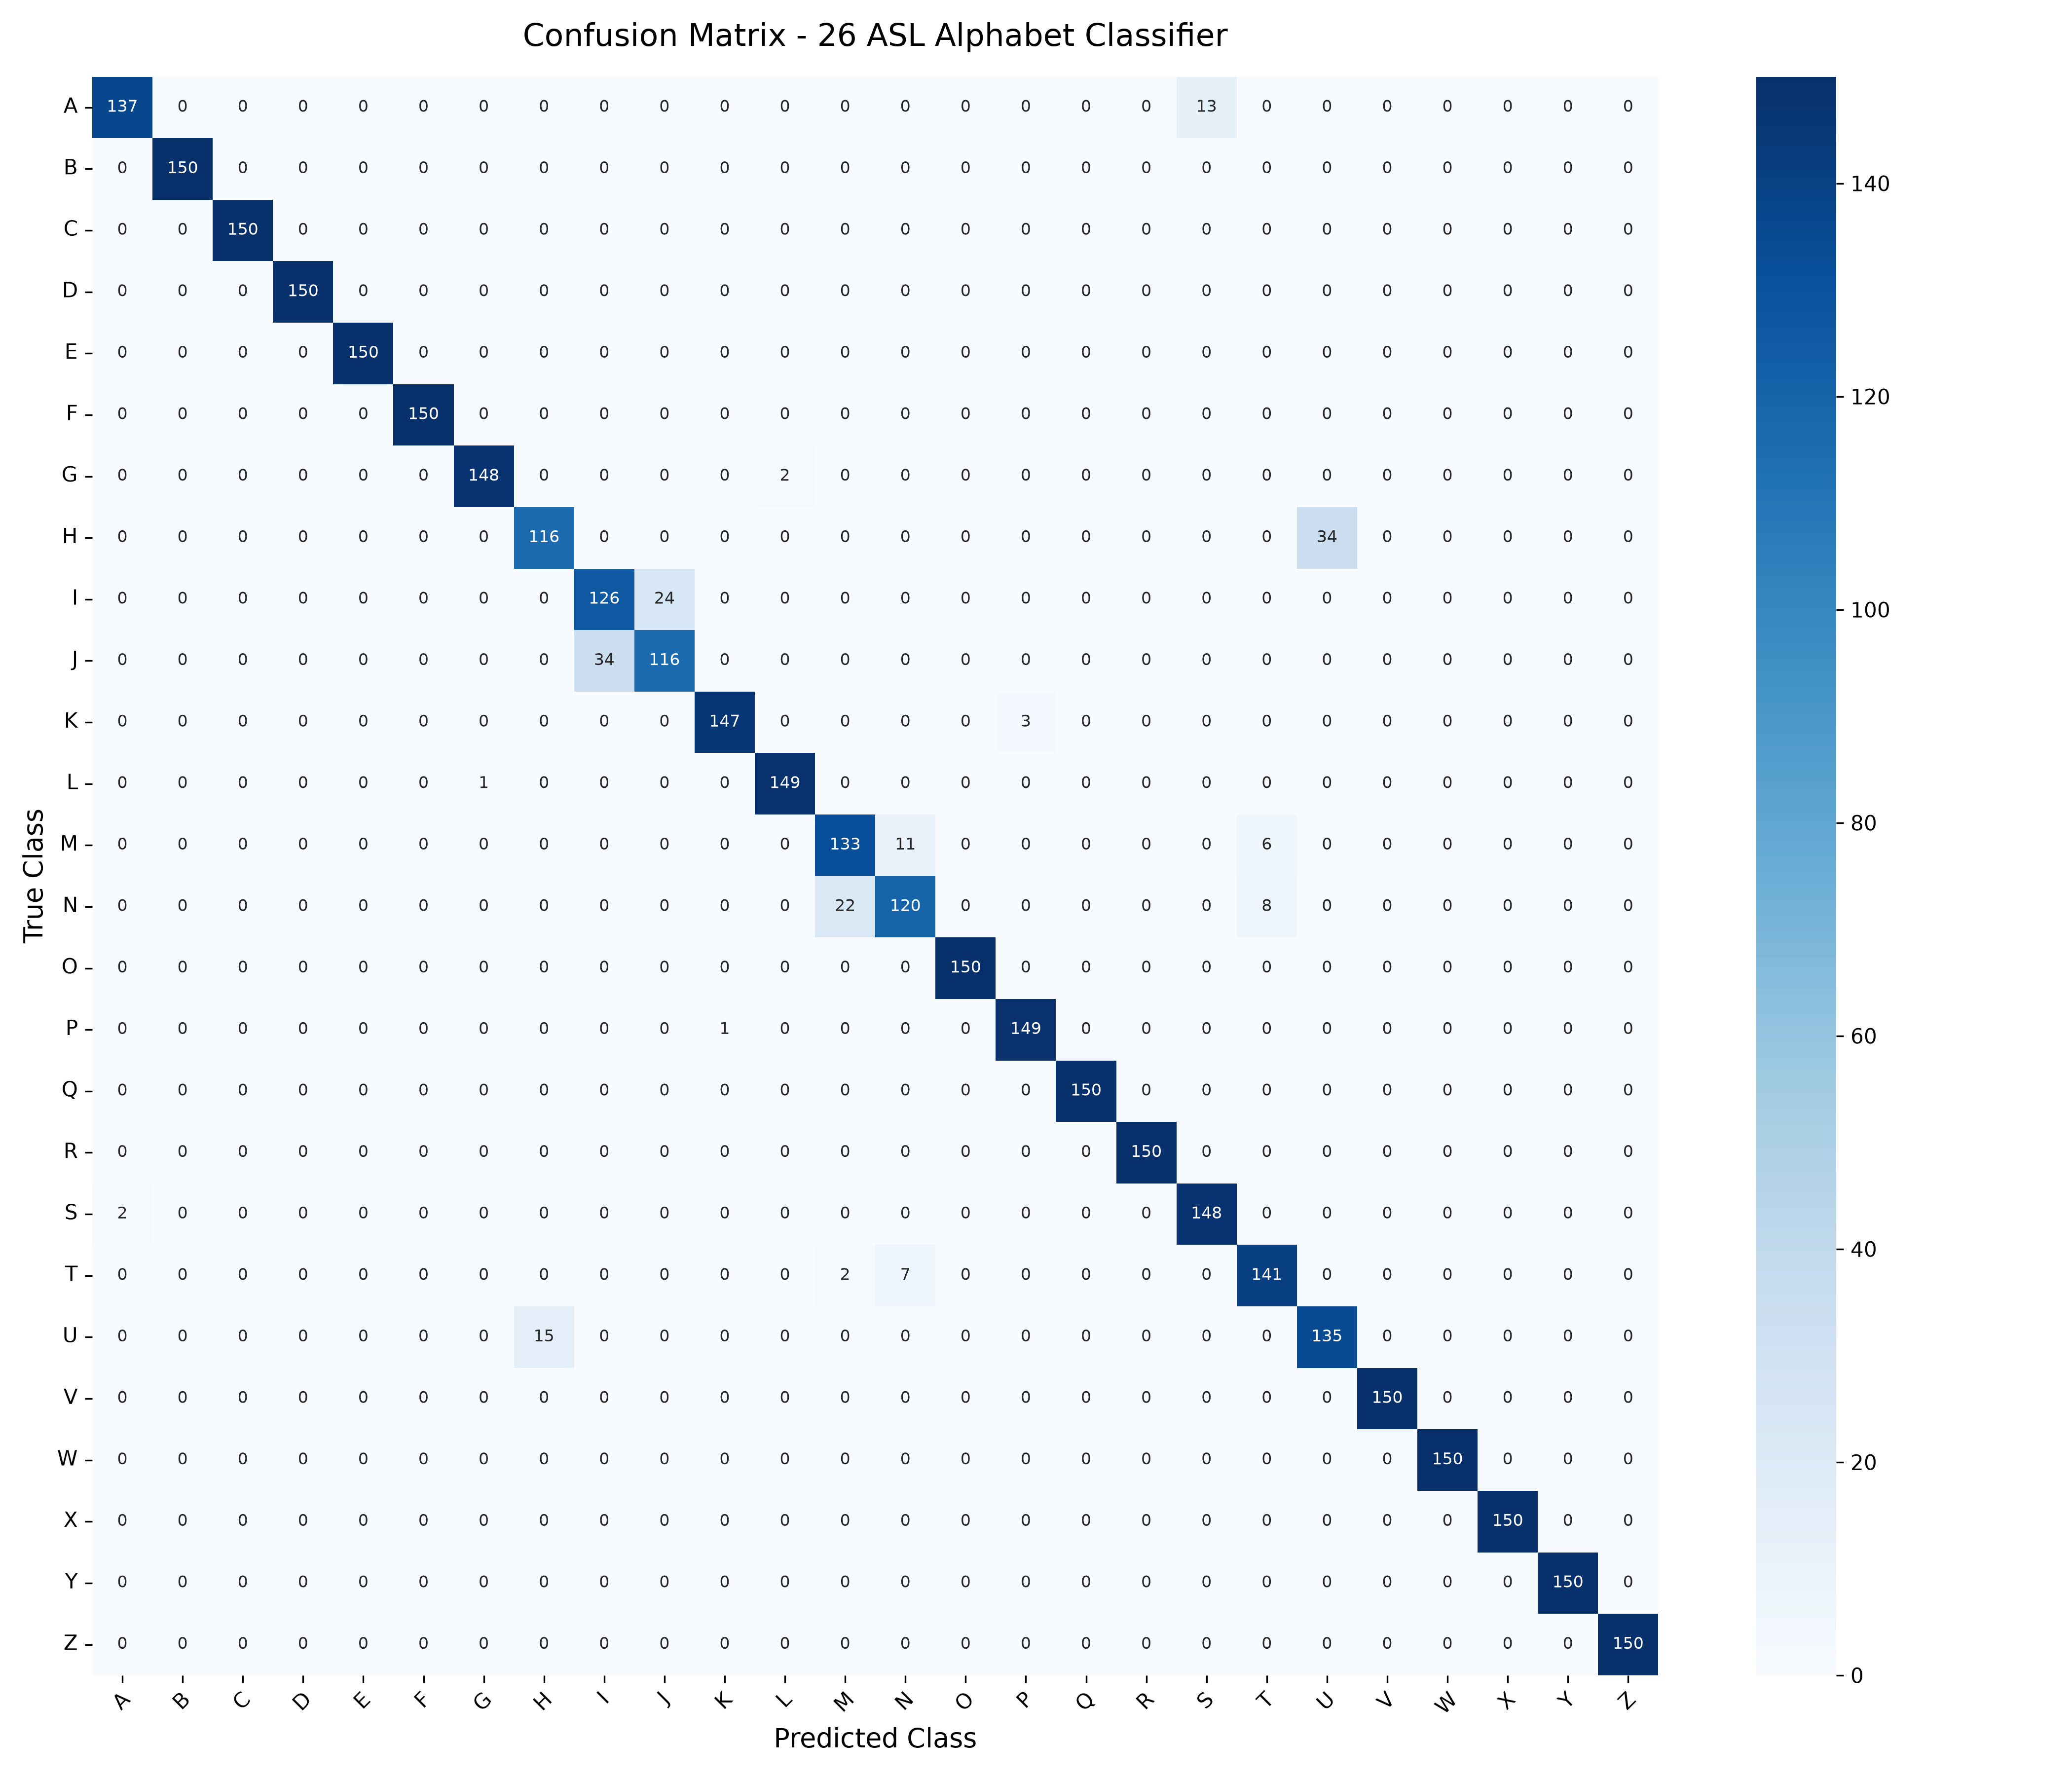 Confusion Matrix - 26 ASL Alphabet Classifier
A 137 0 0 0 0 0 0 0 0 0 0 0 0 0 0 0 0 0 13 0 0 0 0 0 0 0
B 0 150 0 0 0 0 0 0 0 0 0 0 0 0 0 0 0 0 0 0 0 0 0 0 0 0
C 0 0 150 0 0 0 0 0 0 0 0 0 0 0 0 0 0 0 0 0 0 0 0 0 0 0
D 0 0 0 150 0 0 0 0 0 0 0 0 0 0 0 0 0 0 0 0 0 0 0 0 0 0
E 0 0 0 0 150 0 0 0 0 0 0 0 0 0 0 0 0 0 0 0 0 0 0 0 0 0
F 0 0 0 0 0 150 0 0 0 0 0 0 0 0 0 0 0 0 0 0 0 0 0 0 0 0
G 0 0 0 0 0 0 148 0 0 0 0 2 0 0 0 0 0 0 0 0 0 0 0 0 0 0
H 0 0 0 0 0 0 0 116 0 0 0 0 0 0 0 0 0 0 0 0 34 0 0 0 0 0
I 0 0 0 0 0 0 0 0 126 24 0 0 0 0 0 0 0 0 0 0 0 0 0 0 0 0
J 0 0 0 0 0 0 0 0 34 116 0 0 0 0 0 0 0 0 0 0 0 0 0 0 0 0
K 0 0 0 0 0 0 0 0 0 0 147 0 0 0 0 3 0 0 0 0 0 0 0 0 0 0
L 0 0 0 0 0 0 1 0 0 0 0 149 0 0 0 0 0 0 0 0 0 0 0 0 0 0
M 0 0 0 0 0 0 0 0 0 0 0 0 133 11 0 0 0 0 0 6 0 0 0 0 0 0
N 0 0 0 0 0 0 0 0 0 0 0 0 22 120 0 0 0 0 0 8 0 0 0 0 0 0
O 0 0 0 0 0 0 0 0 0 0 0 0 0 0 150 0 0 0 0 0 0 0 0 0 0 0
P 0 0 0 0 0 0 0 0 0 0 1 0 0 0 0 149 0 0 0 0 0 0 0 0 0 0
Q 0 0 0 0 0 0 0 0 0 0 0 0 0 0 0 0 150 0 0 0 0 0 0 0 0 0
R 0 0 0 0 0 0 0 0 0 0 0 0 0 0 0 0 0 150 0 0 0 0 0 0 0 0
S 2 0 0 0 0 0 0 0 0 0 0 0 0 0 0 0 0 0 148 0 0 0 0 0 0 0
T 0 0 0 0 0 0 0 0 0 0 0 0 2 7 0 0 0 0 0 141 0 0 0 0 0 0
U 0 0 0 0 0 0 0 15 0 0 0 0 0 0 0 0 0 0 0 0 135 0 0 0 0 0
V 0 0 0 0 0 0 0 0 0 0 0 0 0 0 0 0 0 0 0 0 0 150 0 0 0 0
W 0 0 0 0 0 0 0 0 0 0 0 0 0 0 0 0 0 0 0 0 0 0 150 0 0 0
X 0 0 0 0 0 0 0 0 0 0 0 0 0 0 0 0 0 0 0 0 0 0 0 150 0 0
Y 0 0 0 0 0 0 0 0 0 0 0 0 0 0 0 0 0 0 0 0 0 0 0 0 150 0
Z 0 0 0 0 0 0 0 0 0 0 0 0 0 0 0 0 0 0 0 0 0 0 0 0 0 150
A B C D E F G H I J K L M N O P Q R S T U V W X Y Z
Predicted Class
True Class
140
120
100
80
60
40
20
0